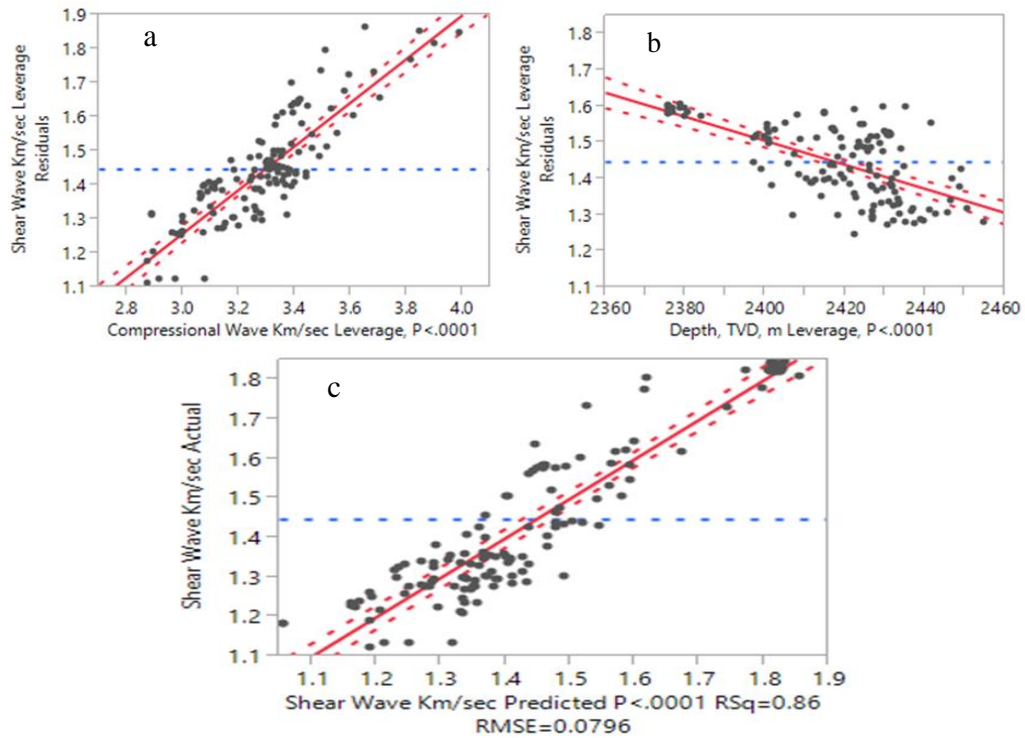 a
Shear Wave Km/sec Leverage
Residuals
1.9
1.8
1.7
1.6
1.5
1.4
1.3
1.2
1.1
2.8 3.0 3.2 3.4 3.6 3.8 4.0
Compressional Wave Km/sec Leverage, P<.0001
b
Shear Wave Km/sec Leverage
Residuals
1.8
1.7
1.6
1.5
1.4
1.3
1.2
1.1
2360 2380 2400 2420 2440 2460
Depth, TVD, m Leverage, P<.0001
c
Shear Wave Km/sec Actual
1.8
1.7
1.6
1.5
1.4
1.3
1.2
1.1
1.1 1.2 1.3 1.4 1.5 1.6 1.7 1.8 1.9
Shear Wave Km/sec Predicted P<.0001 RSq=0.86
RMSE=0.0796